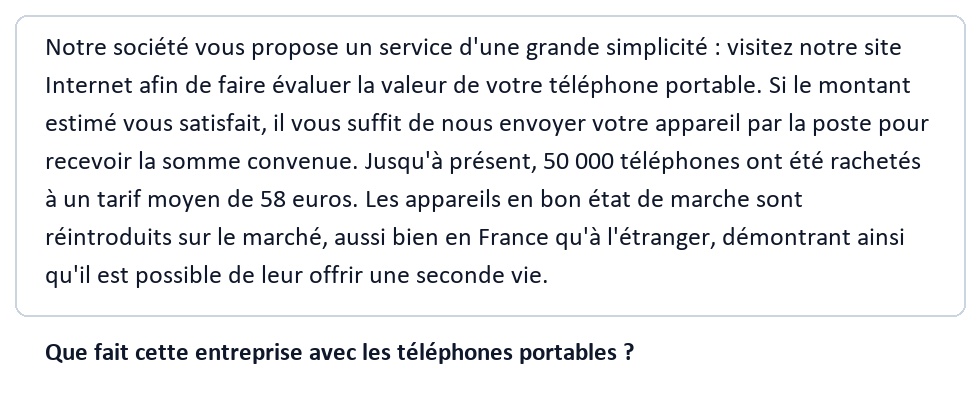 Notre société vous propose un service d'une grande simplicité : visitez notre site
Internet afin de faire évaluer la valeur de votre téléphone portable. Si le montant
estimé vous satisfait, il vous suffit de nous envoyer votre appareil par la poste pour
recevoir la somme convenue. Jusqu'à présent, 50 000 téléphones ont été rachetés
à un tarif moyen de 58 euros. Les appareils en bon état de marche sont
réintroduits sur le marché, aussi bien en France qu'à l'étranger, démontrant ainsi
qu'il est possible de leur offrir une seconde vie.
Que fait cette entreprise avec les téléphones portables ?